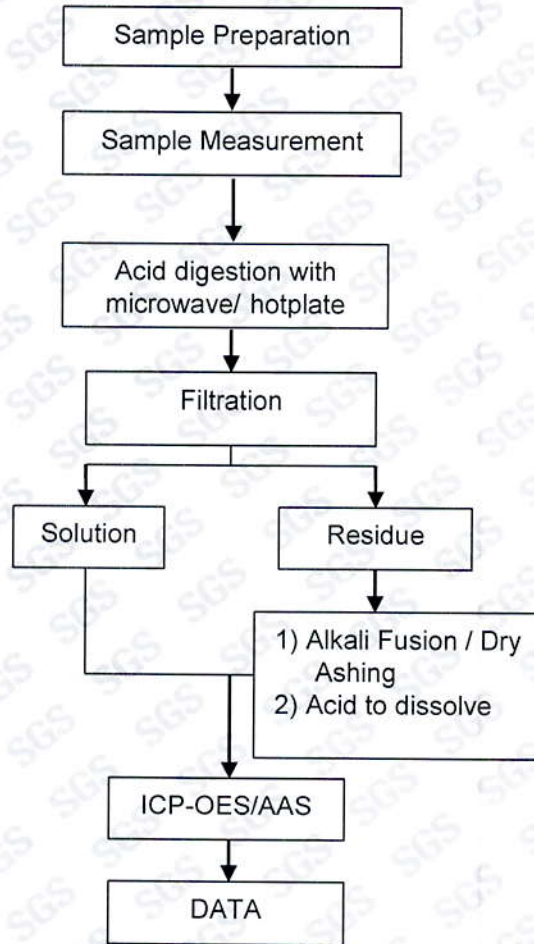 Sample Preparation
Sample Measurement
Acid digestion with
microwave/ hotplate
Filtration
Solution
Residue
1) Alkali Fusion / Dry
Ashing
2) Acid to dissolve
ICP-OES/AAS
DATA
SGS